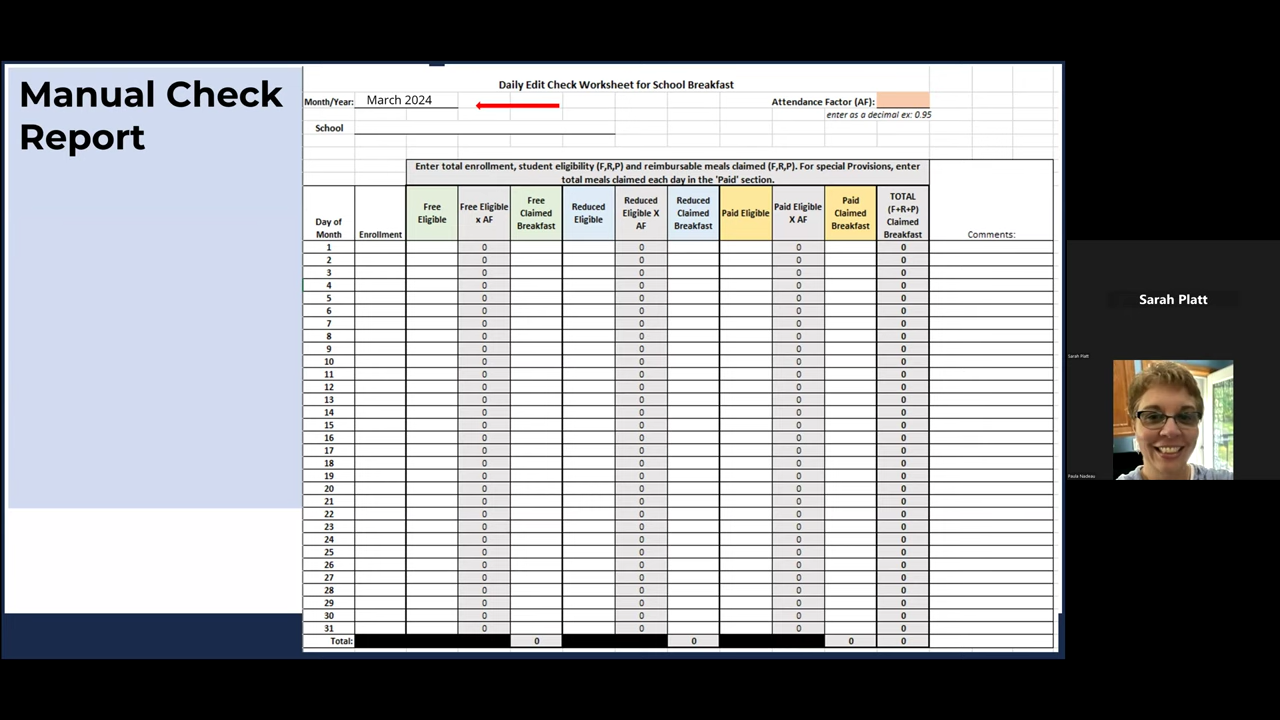 Manual Check
Report
Daily Edit Check Worksheet for School Breakfast
Month/Year: March 2024 Attendance Factor (AF):
enter as a decimal ex: 0.95
School
Enter total enrollment, student eligibility (F,R,P) and reimbursable meals claimed (F,R,P). For special Provisions, enter
total meals claimed each day in the 'Paid' section.
Day of Month Enrollment Free Eligible Free Eligible x AF Free Claimed Breakfast Reduced Eligible Reduced Eligible X AF Reduced Claimed Breakfast Paid Eligible Paid Eligible X AF Paid Claimed Breakfast TOTAL (F+R+P) Claimed Breakfast Comments:
1 0 0 0 0
2 0 0 0 0
3 0 0 0 0
4 0 0 0 0
5 0 0 0 0
6 0 0 0 0
7 0 0 0 0
8 0 0 0 0
9 0 0 0 0
10 0 0 0 0
11 0 0 0 0
12 0 0 0 0
13 0 0 0 0
14 0 0 0 0
15 0 0 0 0
16 0 0 0 0
17 0 0 0 0
18 0 0 0 0
19 0 0 0 0
20 0 0 0 0
21 0 0 0 0
22 0 0 0 0
23 0 0 0 0
24 0 0 0 0
25 0 0 0 0
26 0 0 0 0
27 0 0 0 0
28 0 0 0 0
29 0 0 0 0
30 0 0 0 0
31 0 0 0 0
Total: 0 0 0 0
Sarah Platt
Sarah Platt
Paula Nadeau